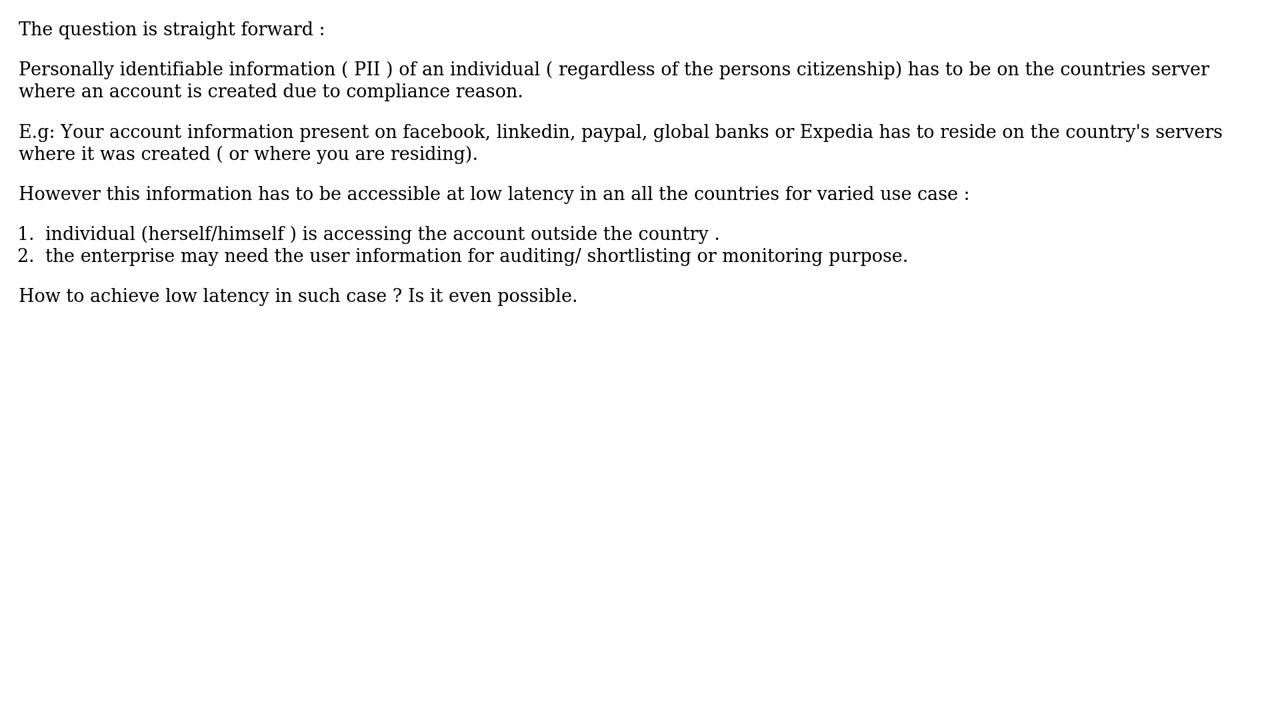 The question is straight forward :
Personally identifiable information ( PII ) of an individual ( regardless of the persons citizenship) has to be on the countries server
where an account is created due to compliance reason.
E.g: Your account information present on facebook, linkedin, paypal, global banks or Expedia has to reside on the country's servers
where it was created ( or where you are residing).
However this information has to be accessible at low latency in an all the countries for varied use case :
1. individual (herself/himself ) is accessing the account outside the country .
2. the enterprise may need the user information for auditing/ shortlisting or monitoring purpose.
How to achieve low latency in such case ? Is it even possible.